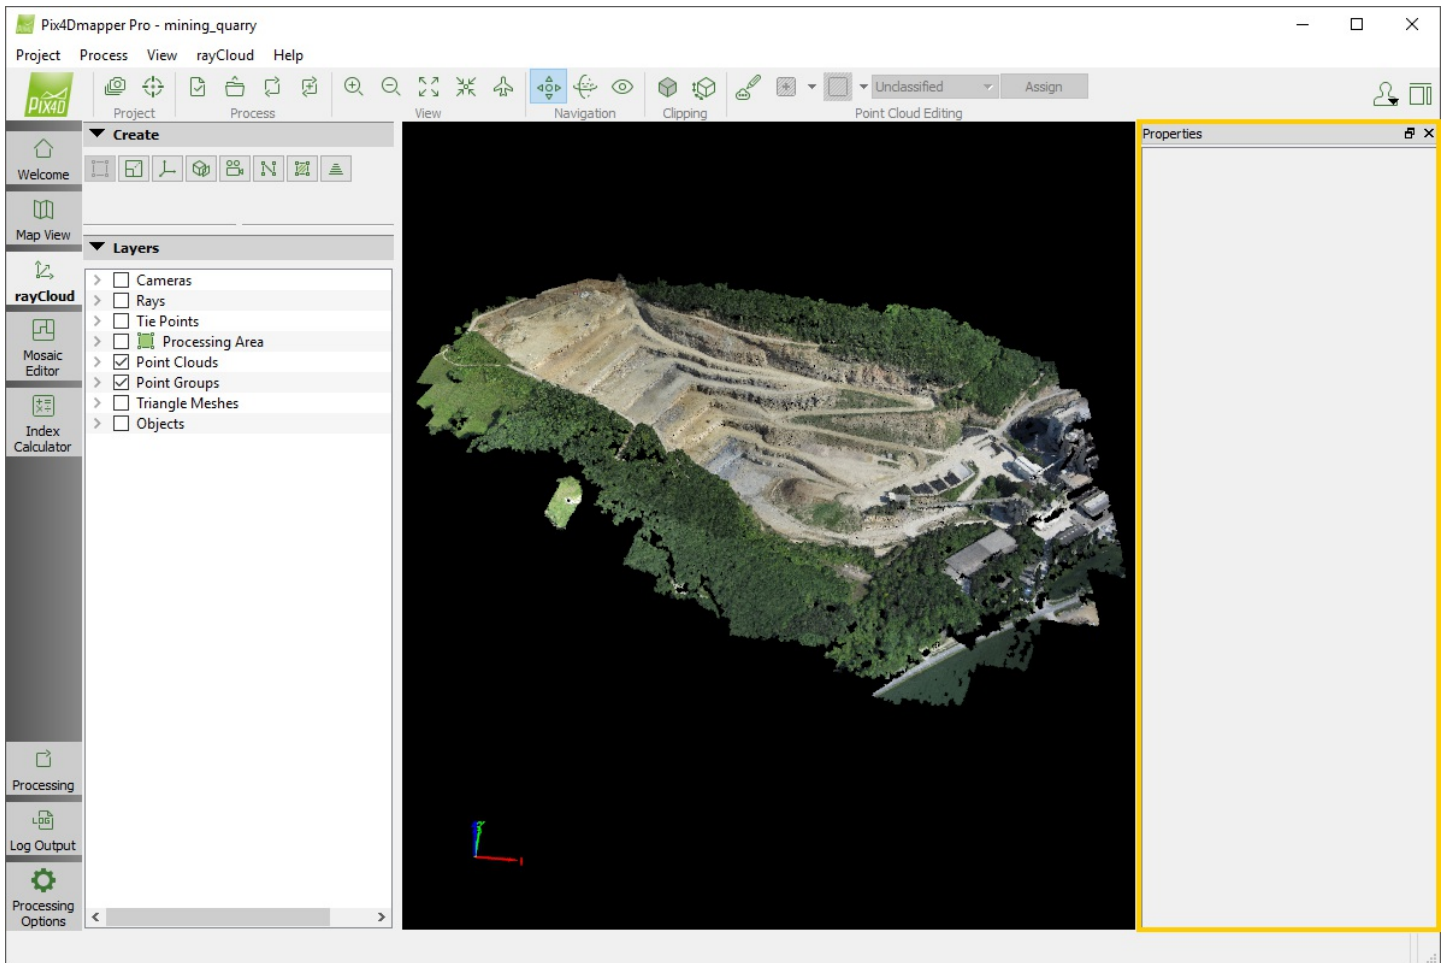 Pix4Dmapper Pro - mining_quarry
Project Process View rayCloud Help
PIX4D
Unclassified Assign
Project Process View Navigation Clipping Point Cloud Editing
Welcome
Map View
rayCloud
Mosaic
Editor
Index
Calculator
Processing
LOG
Log Output
Processing
Options
Create
Layers
Cameras
Rays
Tie Points
Processing Area
Point Clouds
Point Groups
Triangle Meshes
Objects
Properties